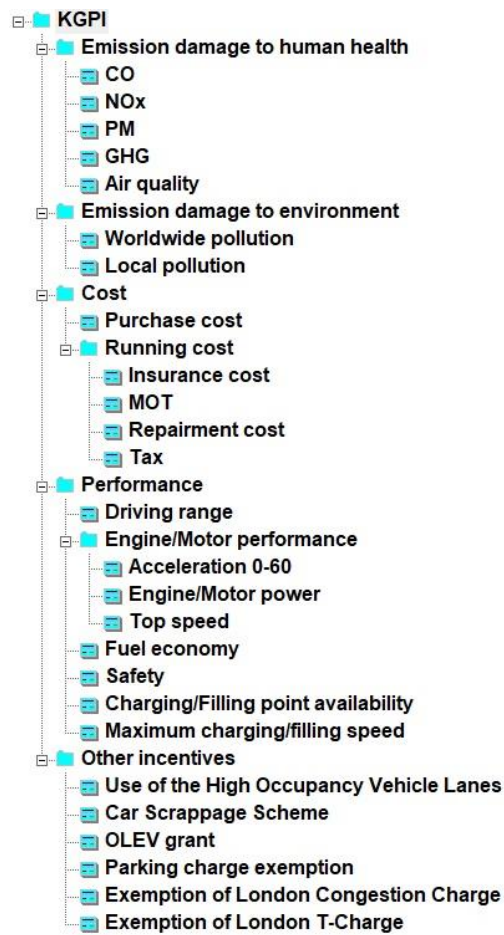 KGPI
Emission damage to human health
CO
NOx
PM
GHG
Air quality
Emission damage to environment
Worldwide pollution
Local pollution
Cost
Purchase cost
Running cost
Insurance cost
MOT
Repairment cost
Tax
Performance
Driving range
Engine/Motor performance
Acceleration 0-60
Engine/Motor power
Top speed
Fuel economy
Safety
Charging/Filling point availability
Maximum charging/filling speed
Other incentives
Use of the High Occupancy Vehicle Lanes
Car Scrappage Scheme
OLEV grant
Parking charge exemption
Exemption of London Congestion Charge
Exemption of London T-Charge